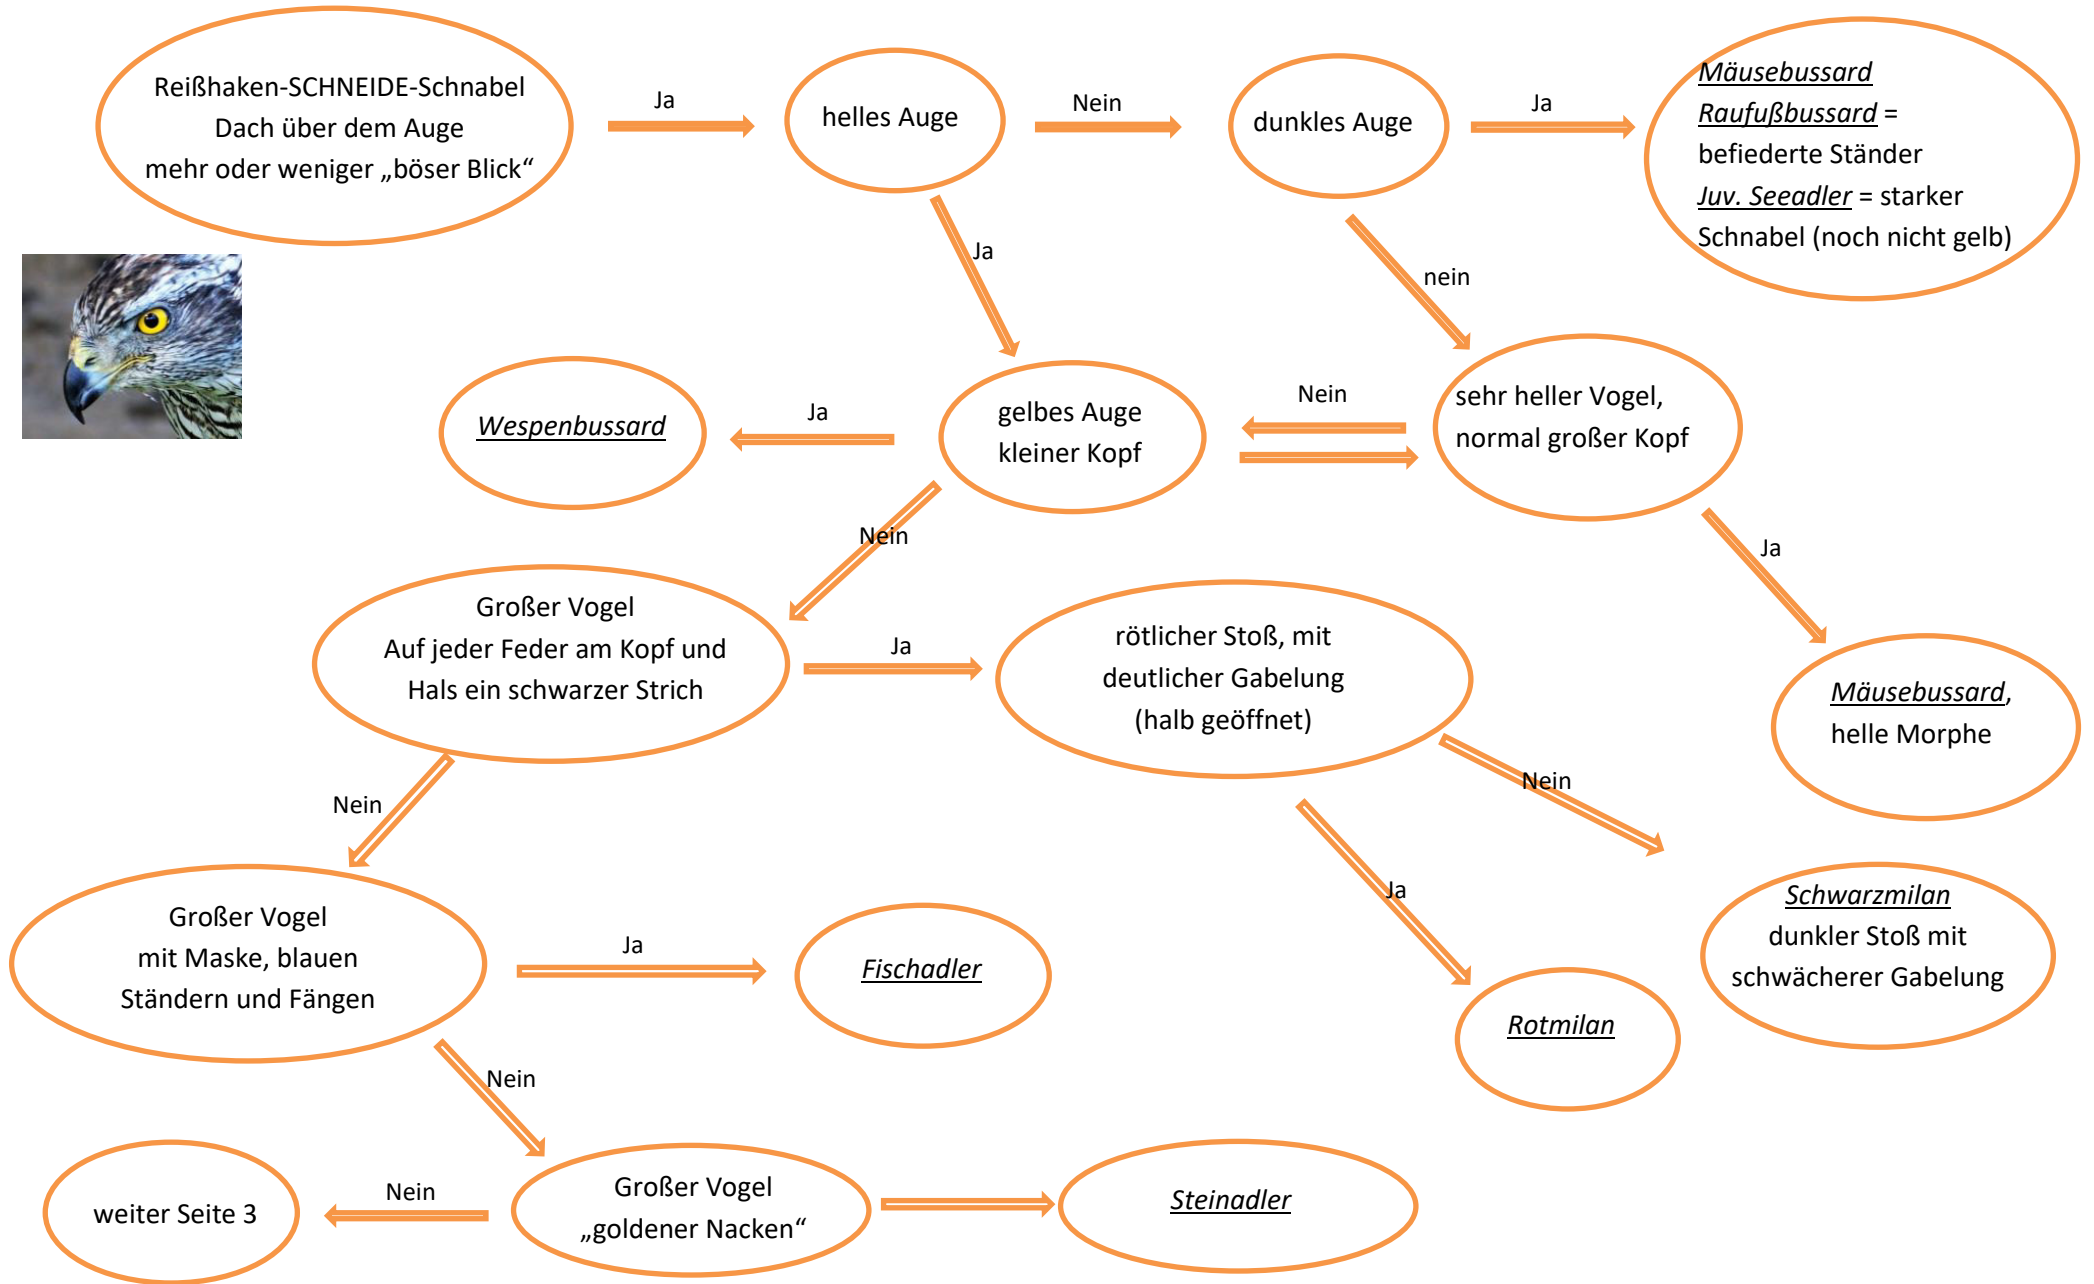 Reißhaken-SCHNEIDE-Schnabel
Dach über dem Auge
mehr oder weniger „böser Blick“
Ja
helles Auge
Nein
dunkles Auge
Ja
Mäusebussard
Raufußbussard =
befiederte Ständer
Juv. Seeadler = starker
Schnabel (noch nicht gelb)
Ja
nein
Wespenbussard
Ja
gelbes Auge
kleiner Kopf
Nein
sehr heller Vogel,
normal großer Kopf
Nein
Ja
Großer Vogel
Auf jeder Feder am Kopf und
Hals ein schwarzer Strich
Ja
rötlicher Stoß, mit
deutlicher Gabelung
(halb geöffnet)
Mäusebussard,
helle Morphe
Nein
Nein
Ja
Großer Vogel
mit Maske, blauen
Ständern und Fängen
Ja
Fischadler
Schwarzmilan
dunkler Stoß mit
schwächerer Gabelung
Rotmilan
Nein
weiter Seite 3
Nein
Großer Vogel
„goldener Nacken“
Steinadler